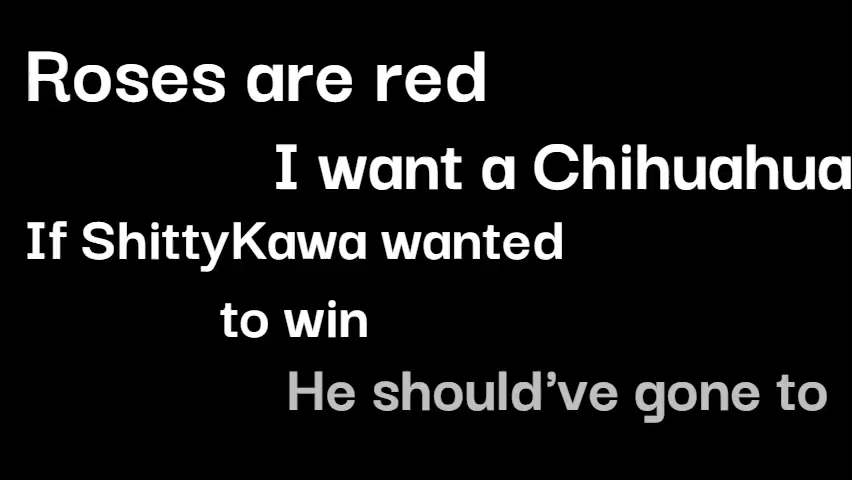 Roses are red
I want a Chihuahua
If ShittyKawa wanted
to win
He should’ve gone to